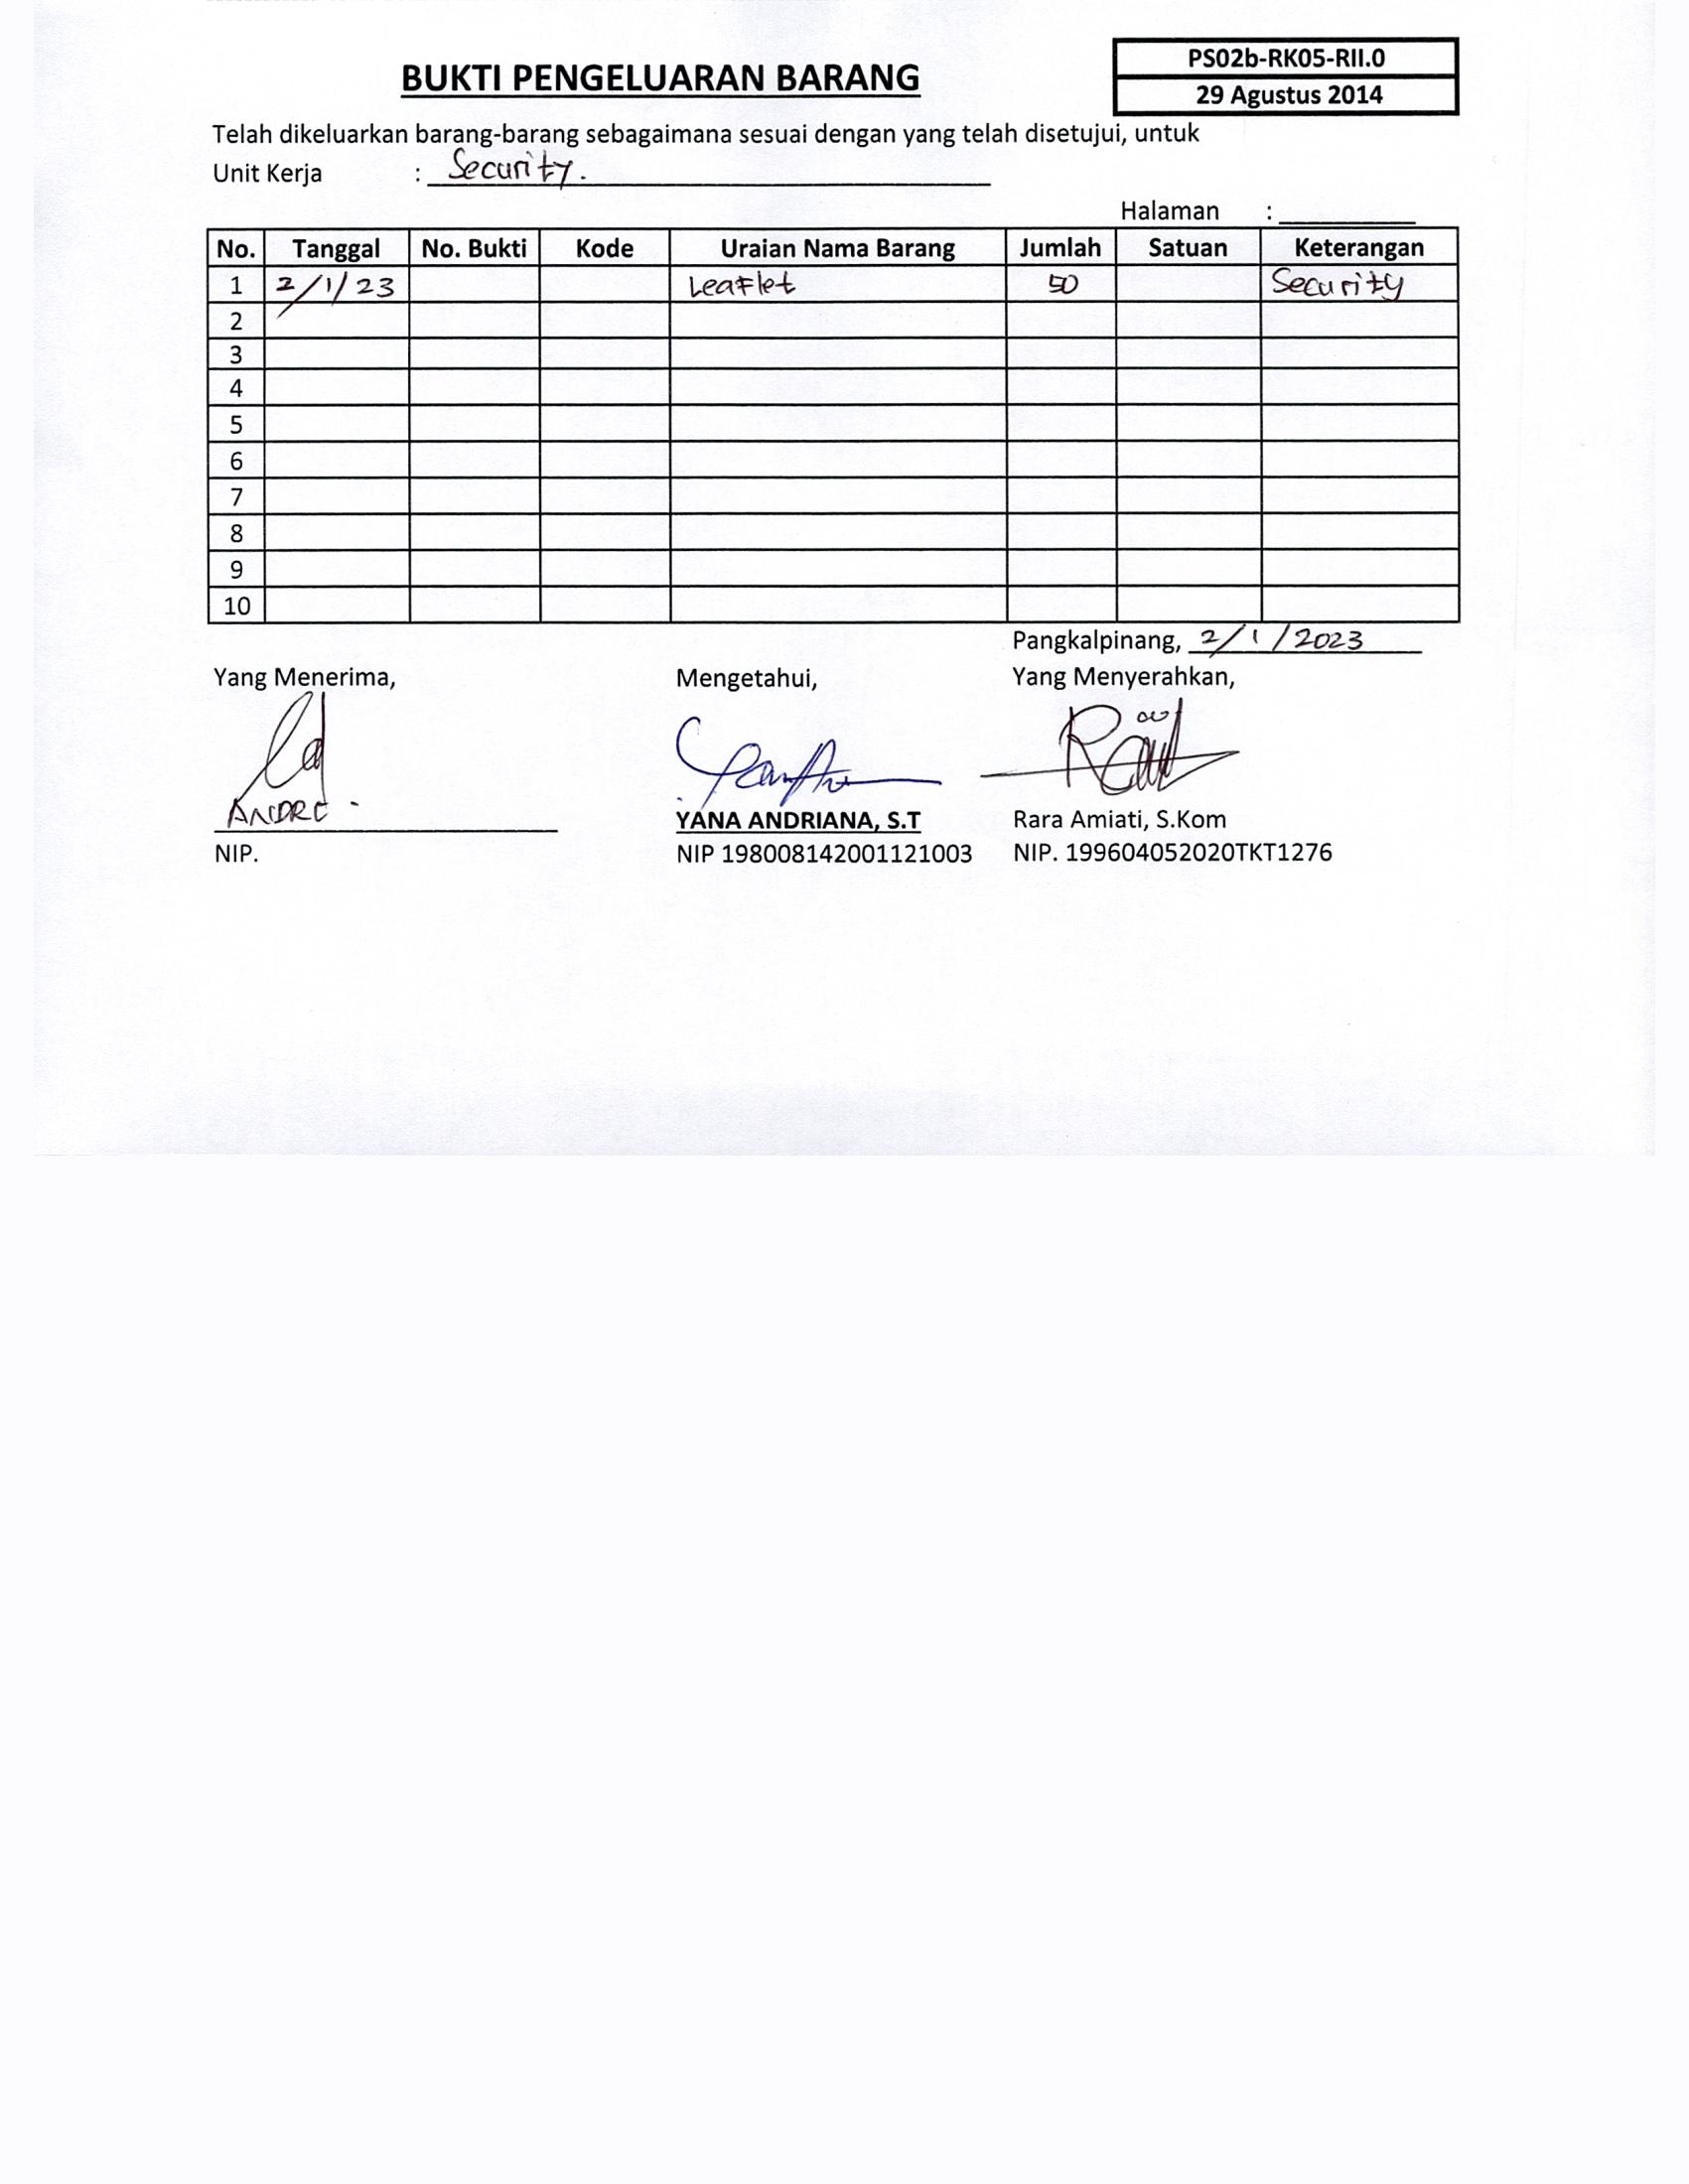 BUKTI PENGELUARAN BARANG
PS02b-RK05-RII.0
29 Agustus 2014
Telah dikeluarkan barang-barang sebagaimana sesuai dengan yang telah disetujui, untuk
Unit Kerja : Security.
Halaman :
No. Tanggal No. Bukti Kode Uraian Nama Barang Jumlah Satuan Keterangan
1 2/1/23 Leaflet 50 Security
2
3
4
5
6
7
8
9
10
Pangkalpinang, 2/1/2023
Yang Menerima, Mengetahui, Yang Menyerahkan,
ANDRE YANA ANDRIANA, S.T Rara Amiati, S.Kom
NIP. NIP 198008142001121003 NIP. 199604052020TKT1276